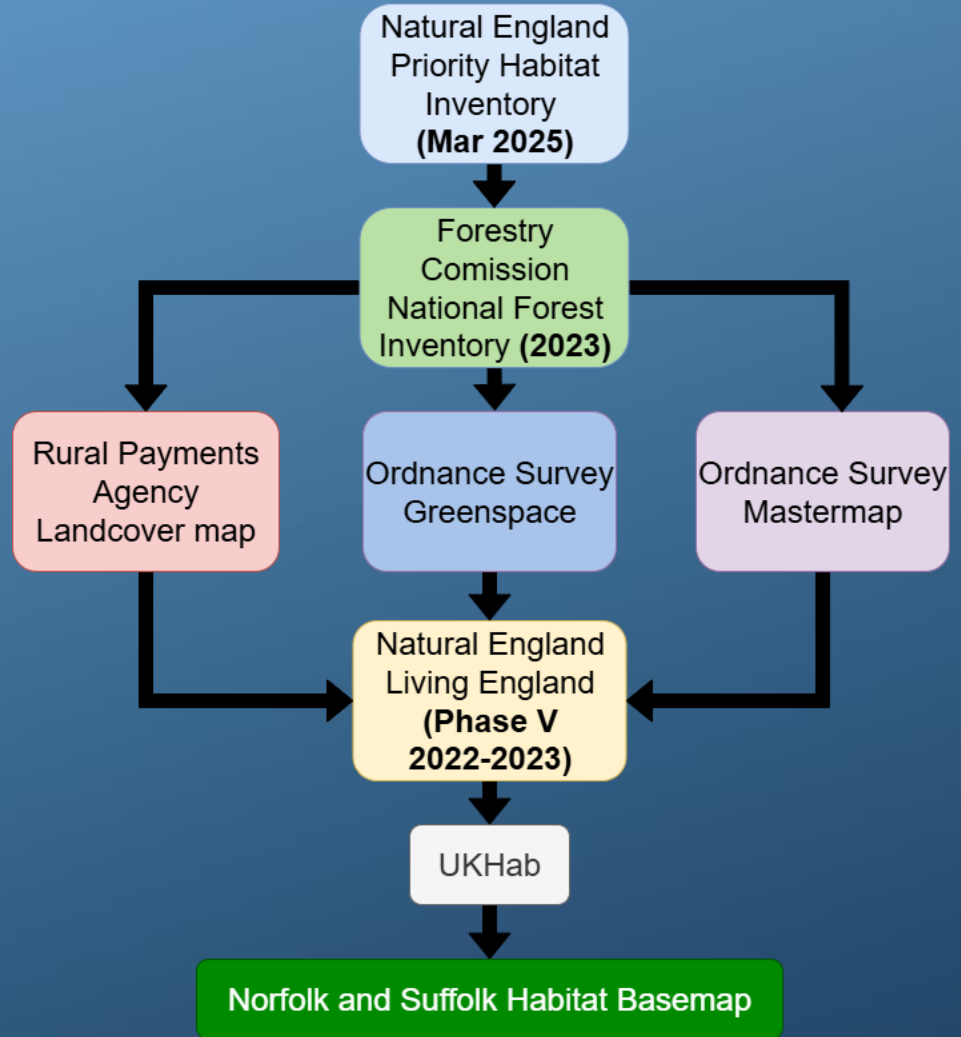 Natural England
Priority Habitat
Inventory
(Mar 2025)
Forestry
Comission
National Forest
Inventory (2023)
Rural Payments
Agency
Landcover map
Ordnance Survey
Greenspace
Ordnance Survey
Mastermap
Natural England
Living England
(Phase V
2022-2023)
UKHab
Norfolk and Suffolk Habitat Basemap